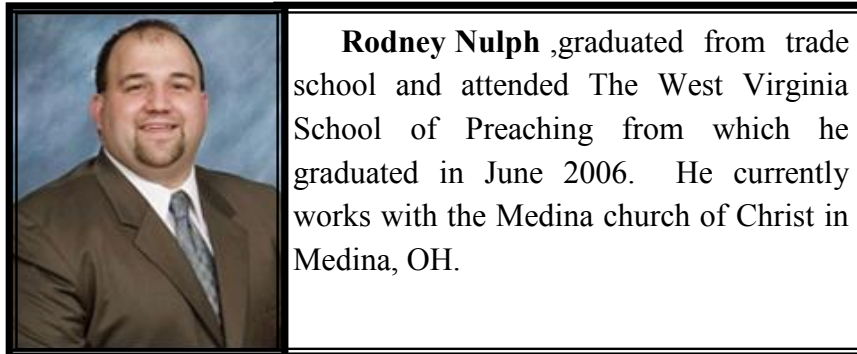 Rodney Nulph ,graduated from trade
school and attended The West Virginia
School of Preaching from which he
graduated in June 2006. He currently
works with the Medina church of Christ in
Medina, OH.